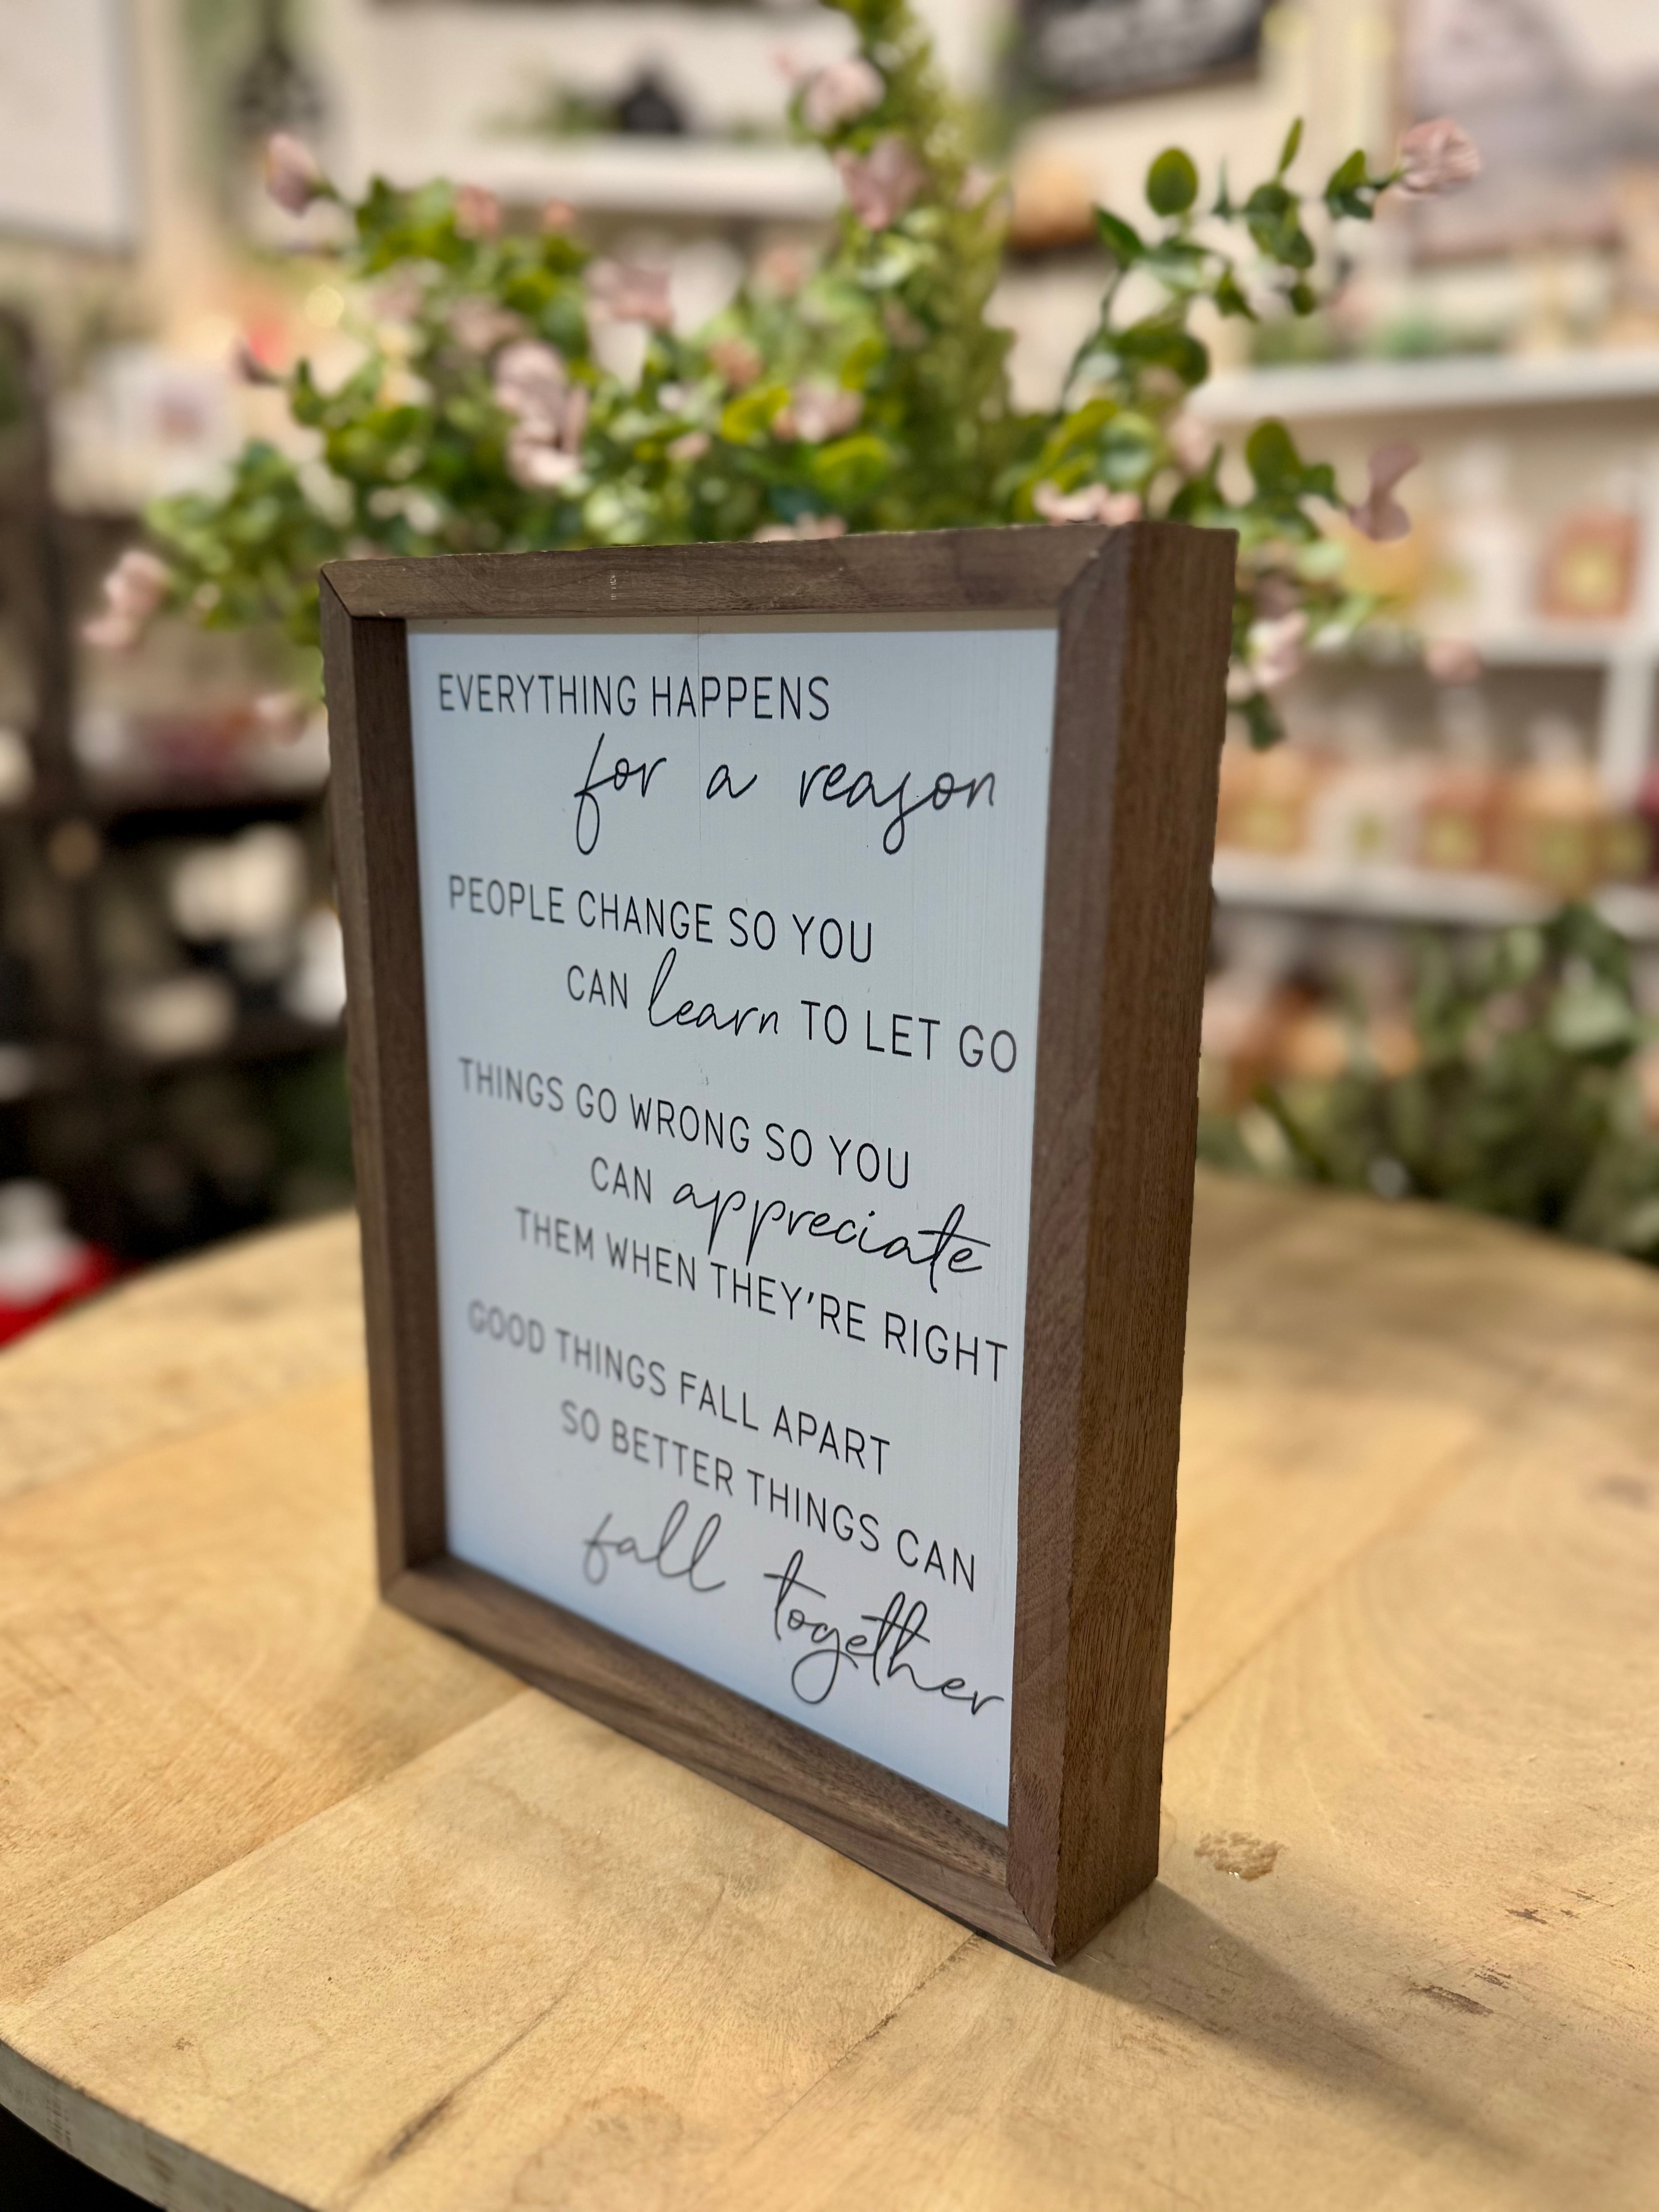 EVERYTHING HAPPENS
for a reason
PEOPLE CHANGE SO YOU
CAN learn TO LET GO
THINGS GO WRONG SO YOU
CAN appreciate
THEM WHEN THEY'RE RIGHT
GOOD THINGS FALL APART
SO BETTER THINGS CAN
fall together